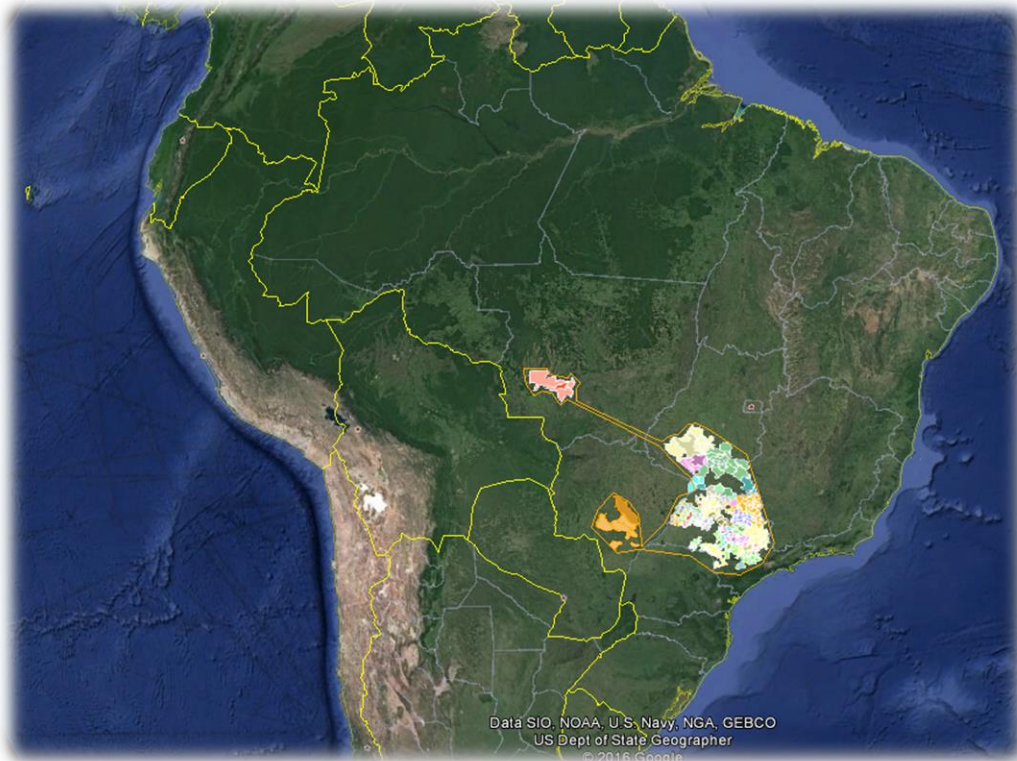 Data SIO, NOAA, U.S. Navy, NGA, GEBCO
US Dept of State Geographer
© 2016 Google